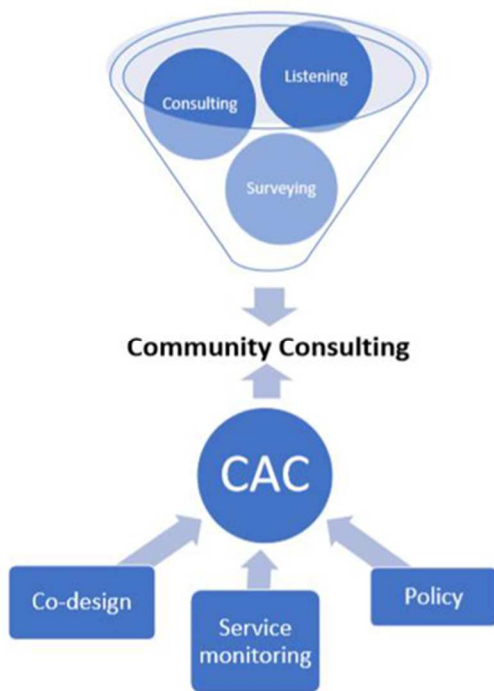 Listening
Consulting
Surveying
Community Consulting
CAC
Co-design
Service
monitoring
Policy